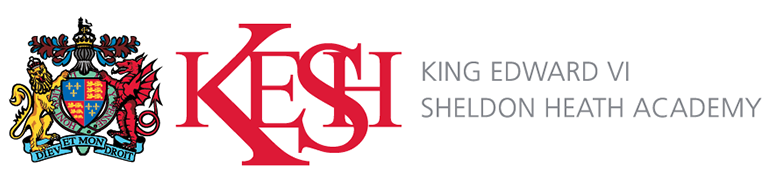 KESH
KING EDWARD VI
SHELDON HEATH ACADEMY
DIEV ET MON DROIT